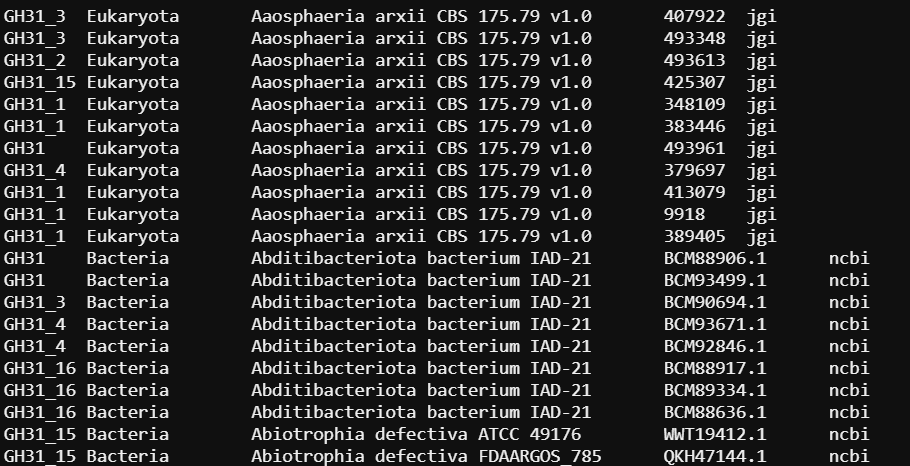 GH31_3 Eukaryota Aaosphaeria arxii CBS 175.79 v1.0 407922 jgi
GH31_3 Eukaryota Aaosphaeria arxii CBS 175.79 v1.0 493348 jgi
GH31_2 Eukaryota Aaosphaeria arxii CBS 175.79 v1.0 493613 jgi
GH31_15 Eukaryota Aaosphaeria arxii CBS 175.79 v1.0 425307 jgi
GH31_1 Eukaryota Aaosphaeria arxii CBS 175.79 v1.0 348109 jgi
GH31_1 Eukaryota Aaosphaeria arxii CBS 175.79 v1.0 383446 jgi
GH31 Eukaryota Aaosphaeria arxii CBS 175.79 v1.0 493961 jgi
GH31_4 Eukaryota Aaosphaeria arxii CBS 175.79 v1.0 379697 jgi
GH31_1 Eukaryota Aaosphaeria arxii CBS 175.79 v1.0 413079 jgi
GH31_1 Eukaryota Aaosphaeria arxii CBS 175.79 v1.0 9918 jgi
GH31_1 Eukaryota Aaosphaeria arxii CBS 175.79 v1.0 389405 jgi
GH31 Bacteria Abditibacteriota bacterium IAD-21 BCM88906.1 ncbi
GH31 Bacteria Abditibacteriota bacterium IAD-21 BCM93499.1 ncbi
GH31_3 Bacteria Abditibacteriota bacterium IAD-21 BCM90694.1 ncbi
GH31_4 Bacteria Abditibacteriota bacterium IAD-21 BCM93671.1 ncbi
GH31_4 Bacteria Abditibacteriota bacterium IAD-21 BCM92846.1 ncbi
GH31_16 Bacteria Abditibacteriota bacterium IAD-21 BCM88917.1 ncbi
GH31_16 Bacteria Abditibacteriota bacterium IAD-21 BCM89334.1 ncbi
GH31_16 Bacteria Abditibacteriota bacterium IAD-21 BCM88636.1 ncbi
GH31_15 Bacteria Abiotrophia defectiva ATCC 49176 WWT19412.1 ncbi
GH31_15 Bacteria Abiotrophia defectiva FDAARGOS_785 QKH47144.1 ncbi